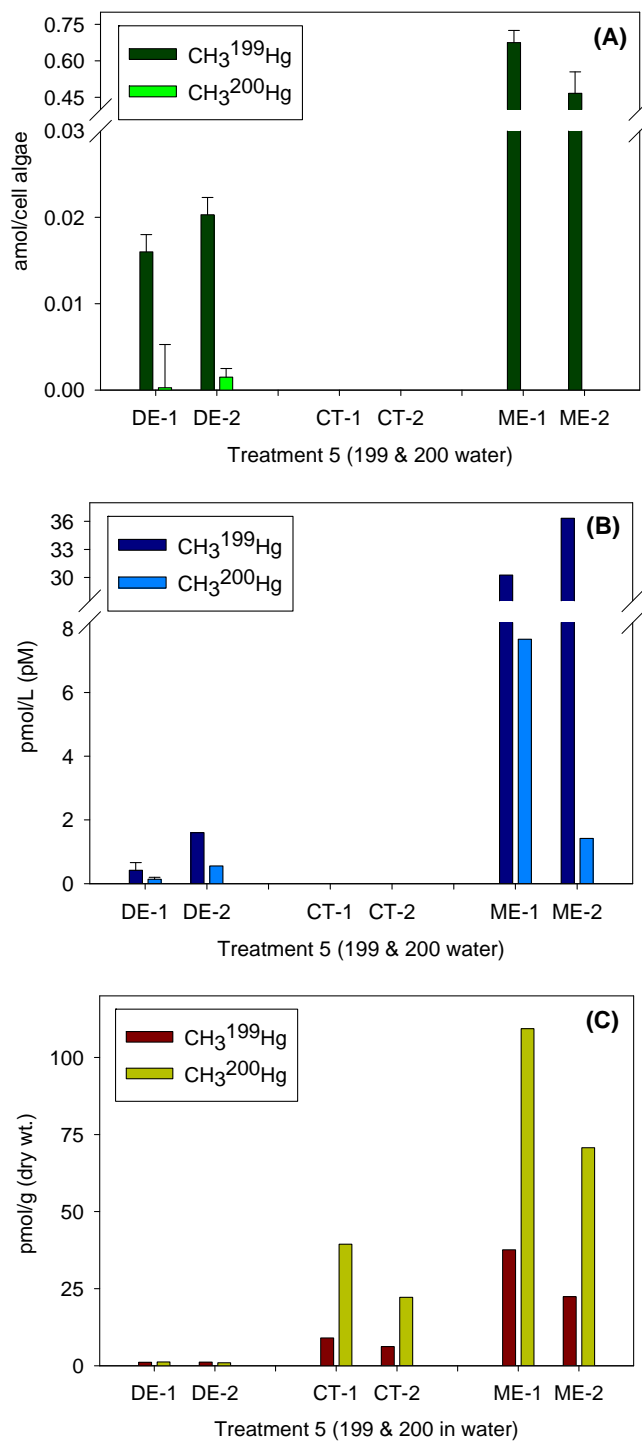 (A)
CH3199Hg
CH3200Hg
0.75
0.60
0.45
0.03
0.02
0.01
0.00
amol/cell algae
DE-1 DE-2 CT-1 CT-2 ME-1 ME-2
Treatment 5 (199 & 200 water)
(B)
CH3199Hg
CH3200Hg
36
33
30
8
6
4
2
0
pmol/L (pM)
DE-1 DE-2 CT-1 CT-2 ME-1 ME-2
Treatment 5 (199 & 200 water)
(C)
CH3199Hg
CH3200Hg
100
75
50
25
0
pmol/g (dry wt.)
DE-1 DE-2 CT-1 CT-2 ME-1 ME-2
Treatment 5 (199 & 200 in water)